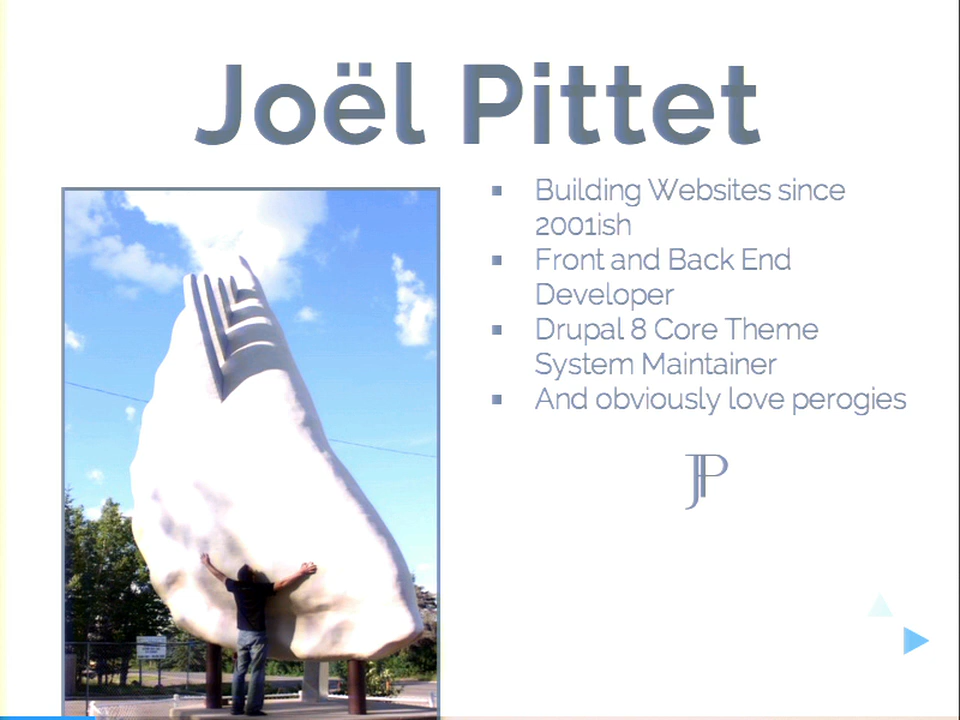 Joël Pittet
Building Websites since
2001ish
Front and Back End
Developer
Drupal 8 Core Theme
System Maintainer
And obviously love perogies
JP